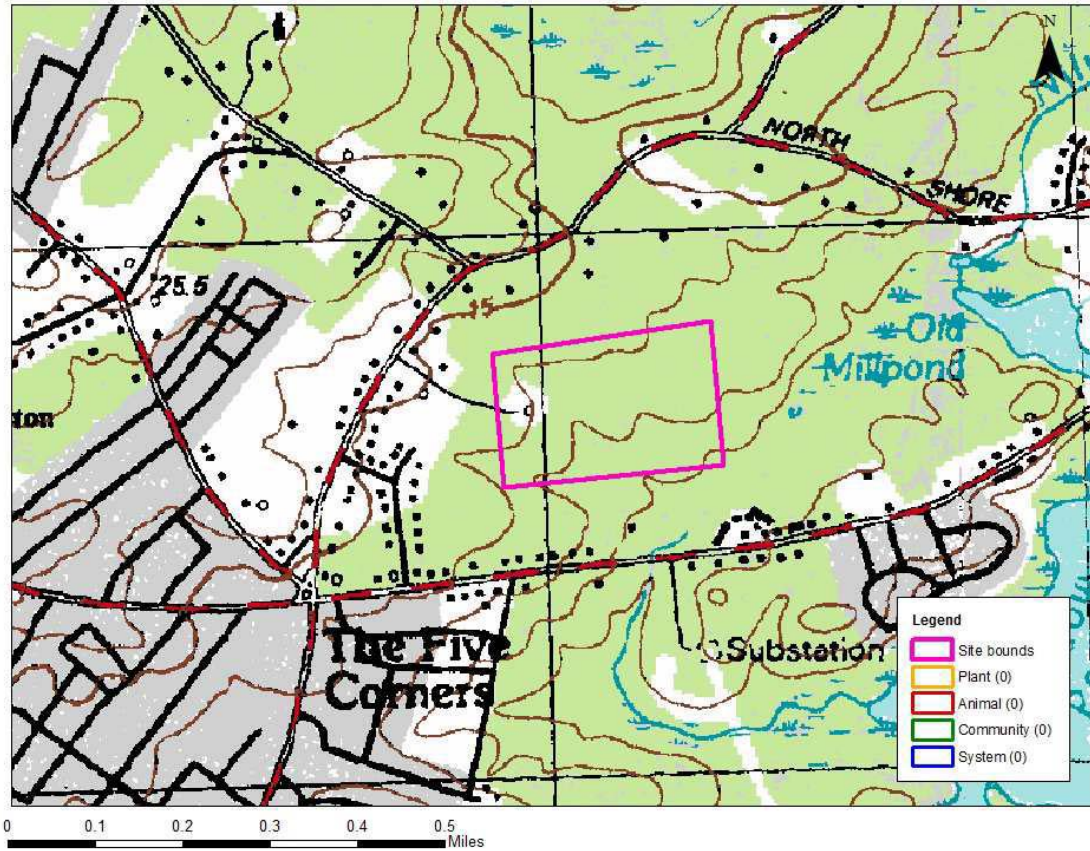 N
NORTH
SHORE
25.5
15
Old
Millpond
ton
The Five
Corners
Substation
Legend
Site bounds
Plant (0)
Animal (0)
Community (0)
System (0)
0 0.1 0.2 0.3 0.4 0.5
Miles